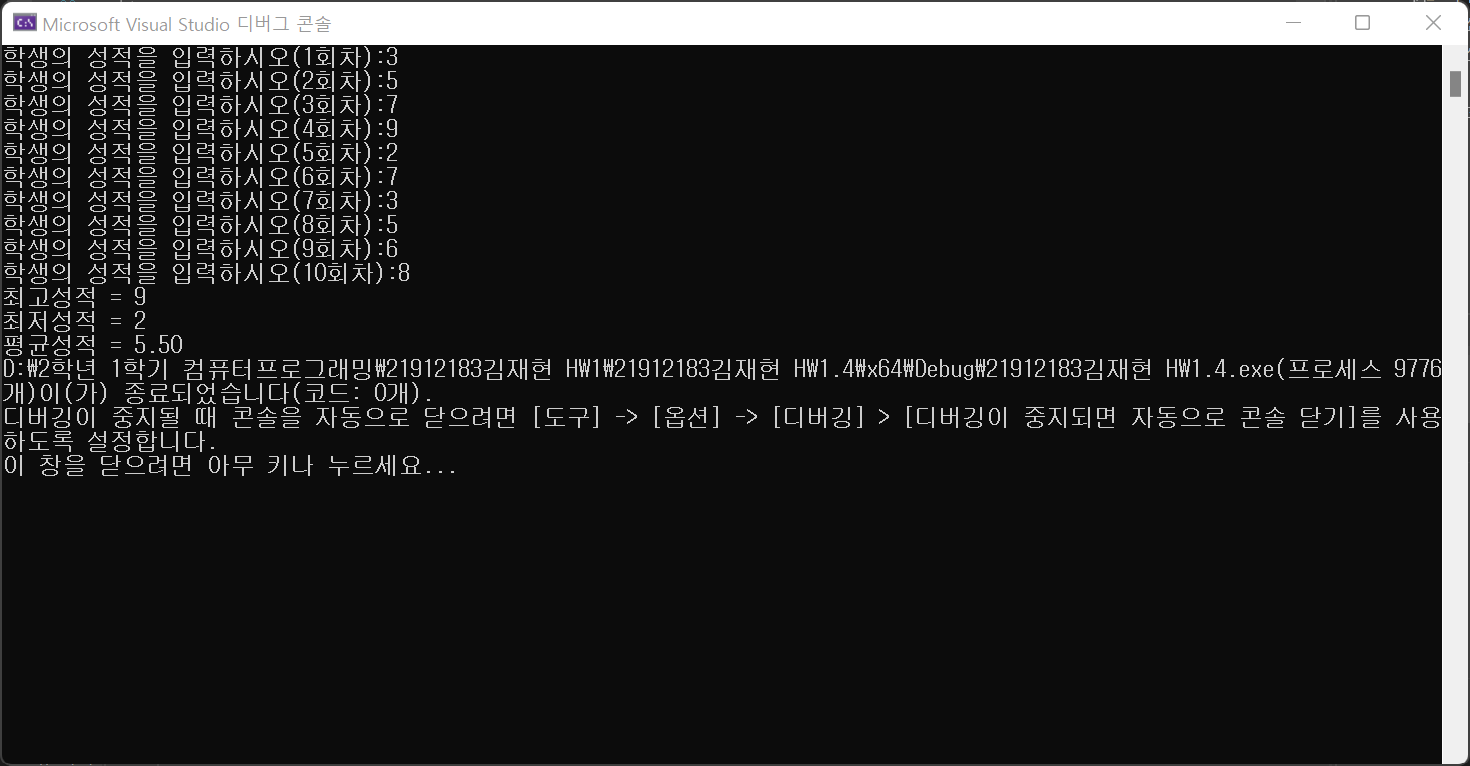 Microsoft Visual Studio 디버그 콘솔
학생의 성적을 입력하시오(1회차):3
학생의 성적을 입력하시오(2회차):5
학생의 성적을 입력하시오(3회차):7
학생의 성적을 입력하시오(4회차):9
학생의 성적을 입력하시오(5회차):2
학생의 성적을 입력하시오(6회차):7
학생의 성적을 입력하시오(7회차):3
학생의 성적을 입력하시오(8회차):5
학생의 성적을 입력하시오(9회차):6
학생의 성적을 입력하시오(10회차):8
최고성적 = 9
최저성적 = 2
평균성적 = 5.50
D:₩2학년 1학기 컴퓨터프로그래밍₩21912183김재현 HW1₩21912183김재현 HW1.4₩x64₩Debug₩21912183김재현 HW1.4.exe(프로세스 9776
개)이(가) 종료되었습니다(코드: 0개).
디버깅이 중지될 때 콘솔을 자동으로 닫으려면 [도구] -> [옵션] -> [디버깅] > [디버깅이 중지되면 자동으로 콘솔 닫기]를 사용
하도록 설정합니다.
이 창을 닫으려면 아무 키나 누르세요...